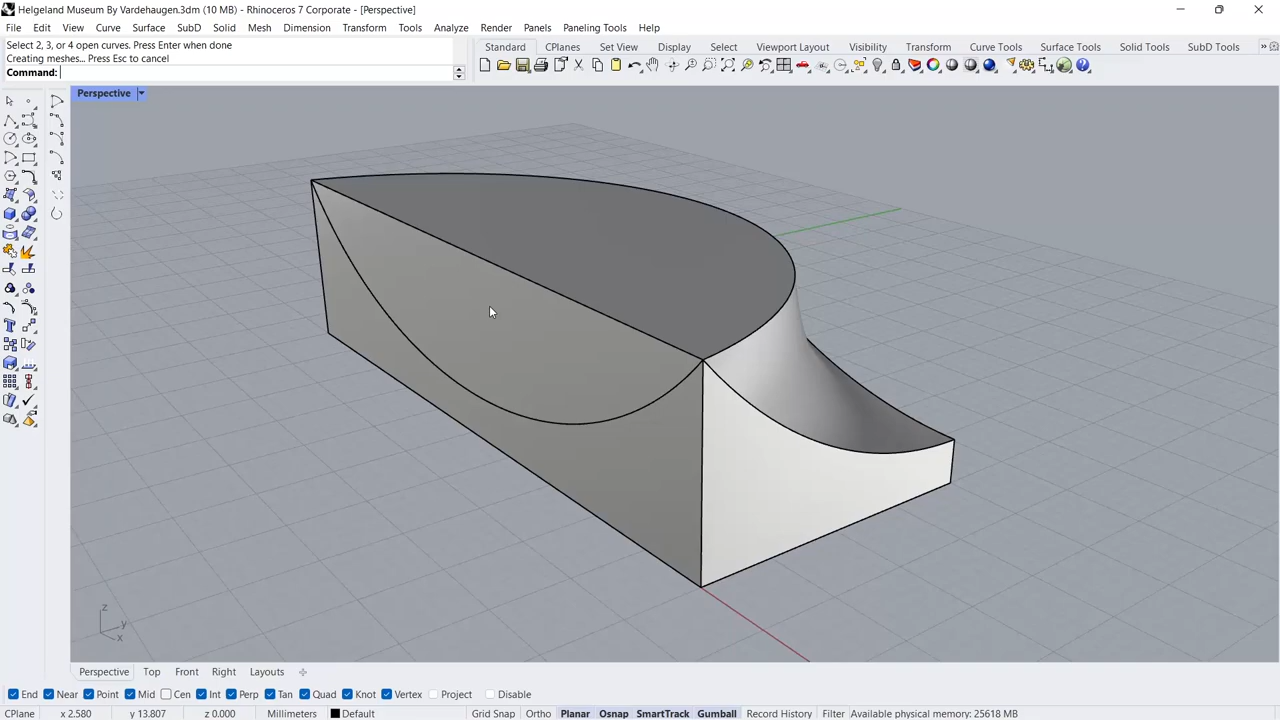 Helgeland Museum By Vardehaugen.3dm (10 MB) - Rhinoceros 7 Corporate - [Perspective]
File Edit View Curve Surface SubD Solid Mesh Dimension Transform Tools Analyze Render Panels Paneling Tools Help
Select 2, 3, or 4 open curves. Press Enter when done
Creating meshes... Press Esc to cancel
Command:
Standard CPlanes Set View Display Select Viewport Layout Visibility Transform Curve Tools Surface Tools Solid Tools SubD Tools
Perspective
z
y
x
Perspective Top Front Right Layouts
End Near Point Mid Cen Int Perp Tan Quad Knot Vertex Project Disable
CPlane x 2.580 y 13.807 z 0.000 Millimeters Default Grid Snap Ortho Planar Osnap SmartTrack Gumball Record History Filter Available physical memory: 25618 MB